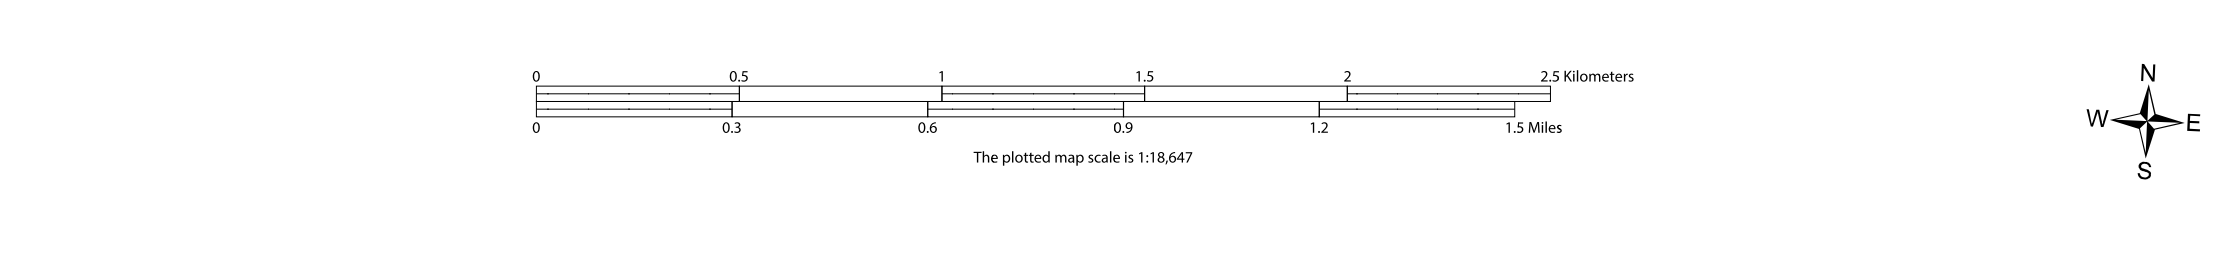 0 0.5 1 1.5 2 2.5 Kilometers
0 0.3 0.6 0.9 1.2 1.5 Miles
The plotted map scale is 1:18,647
N
W E
S